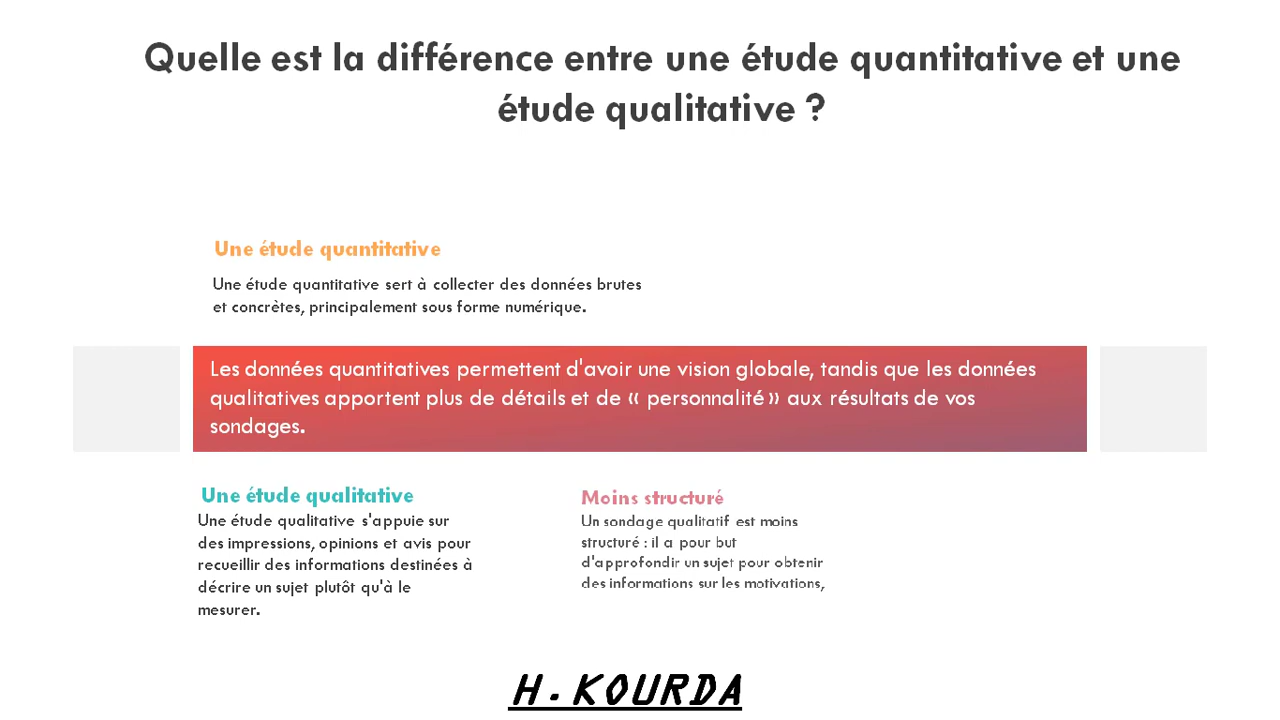 Quelle est la différence entre une étude quantitative et une
étude qualitative ?
Une étude quantitative
Une étude quantitative sert à collecter des données brutes
et concrètes, principalement sous forme numérique.
Les données quantitatives permettent d'avoir une vision globale, tandis que les données
qualitatives apportent plus de détails et de « personnalité » aux résultats de vos
sondages.
Une étude qualitative
Une étude qualitative s'appuie sur
des impressions, opinions et avis pour
recueillir des informations destinées à
décrire un sujet plutôt qu'à le
mesurer.
Moins structuré
Un sondage qualitatif est moins
structuré : il a pour but
d'approfondir un sujet pour obtenir
des informations sur les motivations,
H.KOURDA